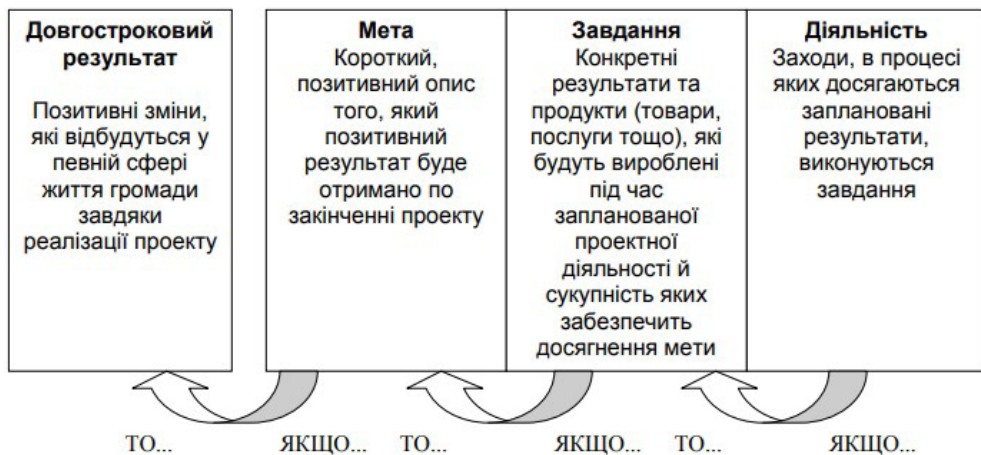 Довгостроковий
результат
Позитивні зміни,
які відбудуться у
певній сфері
життя громади
завдяки
реалізації проекту
Мета
Короткий,
позитивний опис
того, який
позитивний
результат буде
отримано по
закінченні проекту
Завдання
Конкретні
результати та
продукти (товари,
послуги тощо), які
будуть вироблені
під час
запланованої
проектної
діяльності й
сукупність яких
забезпечить
досягнення мети
Діяльність
Заходи, в процесі
яких досягаються
заплановані
результати,
виконуються
завдання
ТО... ЯКЩО... ТО... ЯКЩО... ТО... ЯКЩО...